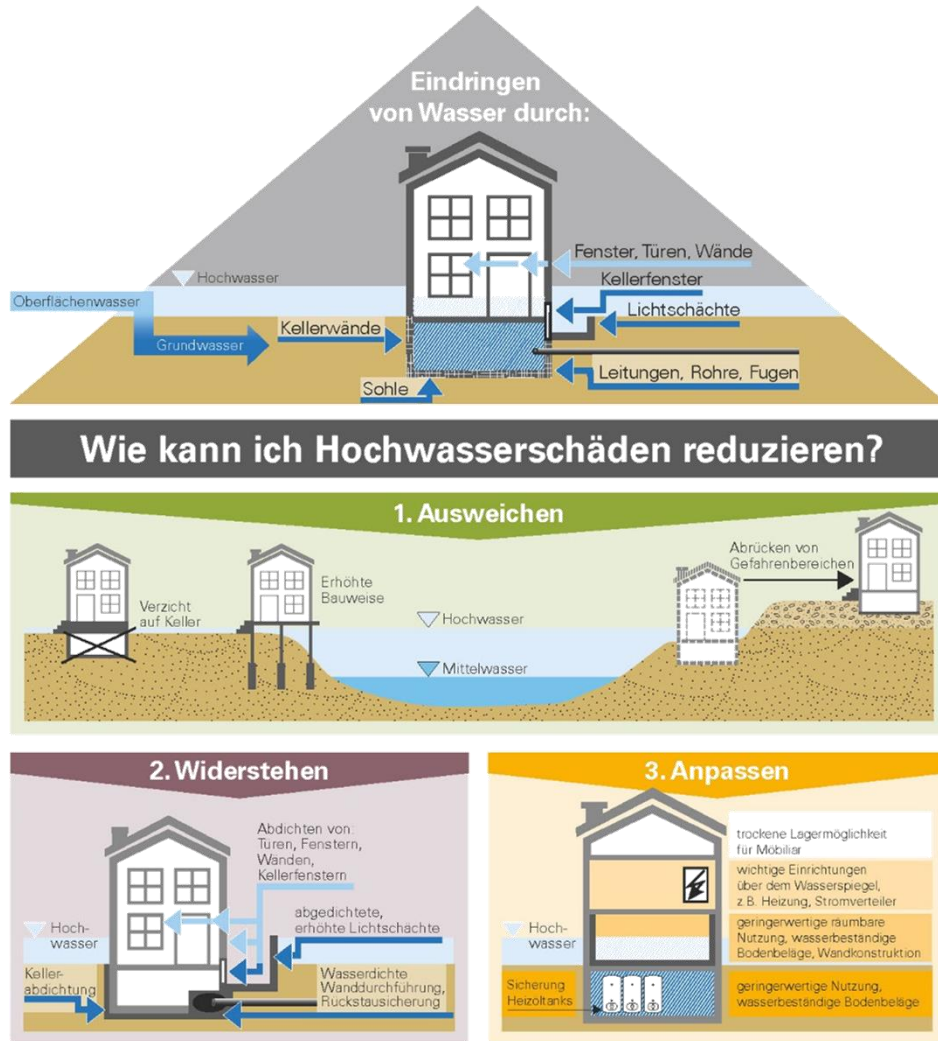 Eindringen
von Wasser durch:
Fenster, Türen, Wände
Hochwasser
Kellerfenster
Oberflächenwasser
Lichtschächte
Kellerwände
Grundwasser
Leitungen, Rohre, Fugen
Sohle
Wie kann ich Hochwasserschäden reduzieren?
1. Ausweichen
Verzicht
auf Keller
Erhöhte
Bauweise
Hochwasser
Mittelwasser
Abrücken von
Gefahrenbereichen
2. Widerstehen
Abdichten von:
Türen, Fenstern,
Wänden,
Kellerfenstern
abgedichtete,
erhöhte Lichtschächte
Hoch-
wasser
Keller-
abdichtung
Wasserdichte
Wanddurchführung,
Rückstausicherung
3. Anpassen
trockene Lagermöglichkeit
für Mobiliar
wichtige Einrichtungen
über dem Wasserspiegel,
z.B. Heizung, Stromverteiler
Hoch-
wasser
geringerwertige räumbare
Nutzung, wasserbeständige
Bodenbeläge, Wandkonstruktion
Sicherung
Heizöltanks
geringerwertige Nutzung,
wasserbeständige Bodenbeläge